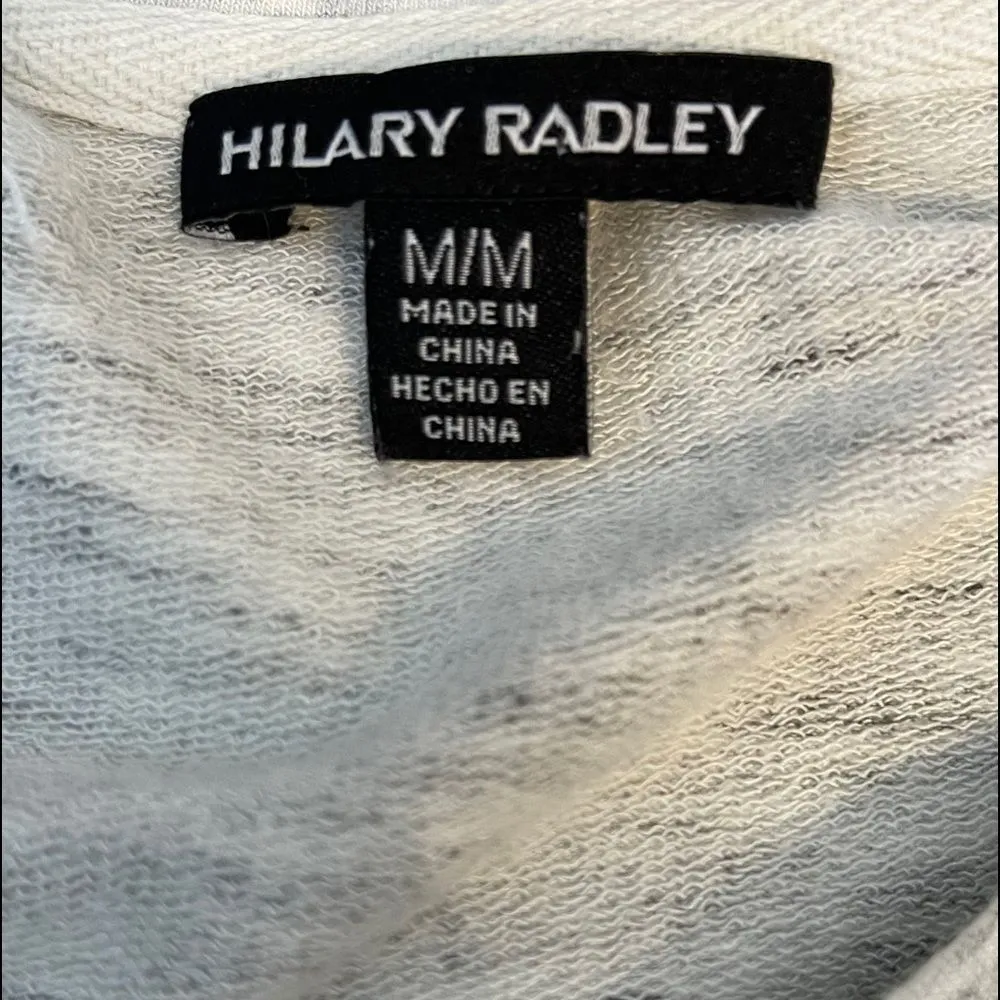 HILARY RADLEY
M/M
MADE IN
CHINA
HECHO EN
CHINA